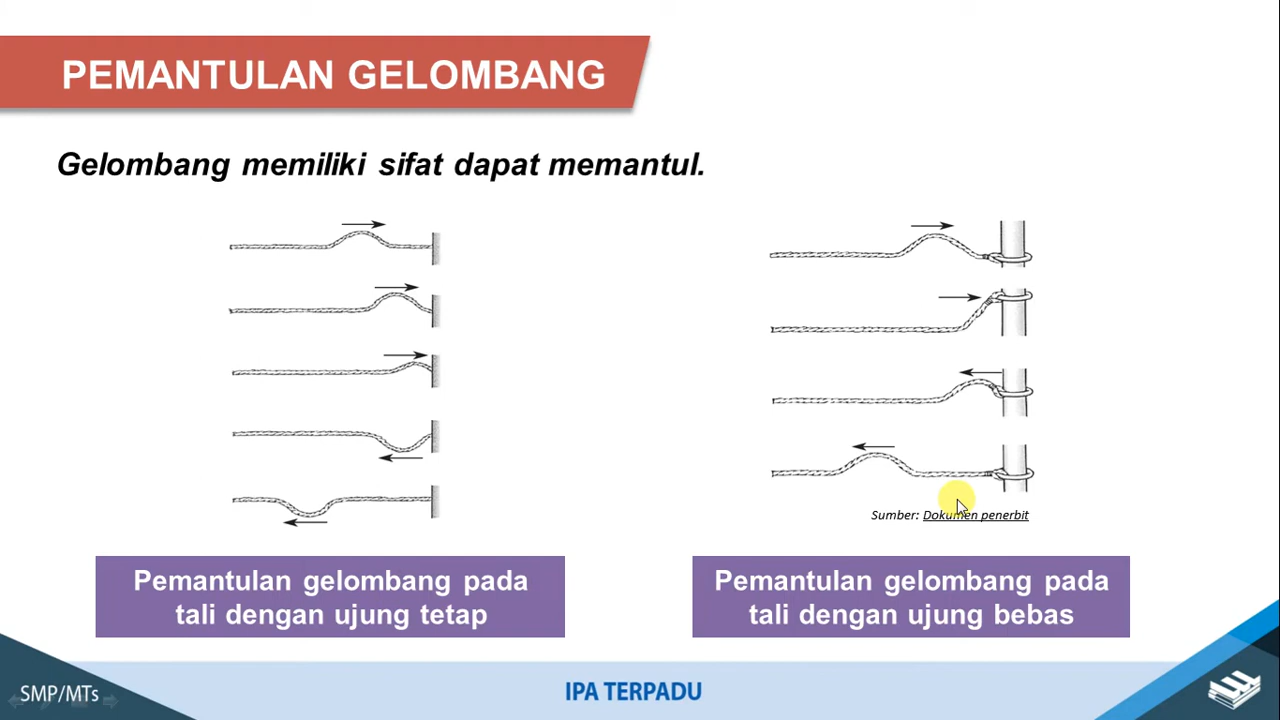 PEMANTULAN GELOMBANG
Gelombang memiliki sifat dapat memantul.
Sumber: Dokumen penerbit
Pemantulan gelombang pada
tali dengan ujung tetap
Pemantulan gelombang pada
tali dengan ujung bebas
SMP/MTs
IPA TERPADU